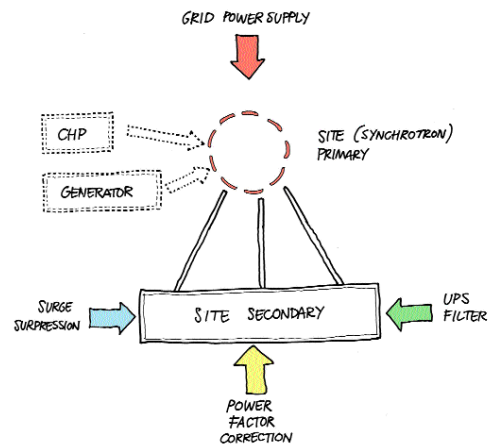 GRID POWER SUPPLY
CHP
SITE (SYNCHROTRON)
PRIMARY
GENERATOR
SURGE
SURPRESSION
SITE SECONDARY
UPS
FILTER
POWER
FACTOR
CORRECTION